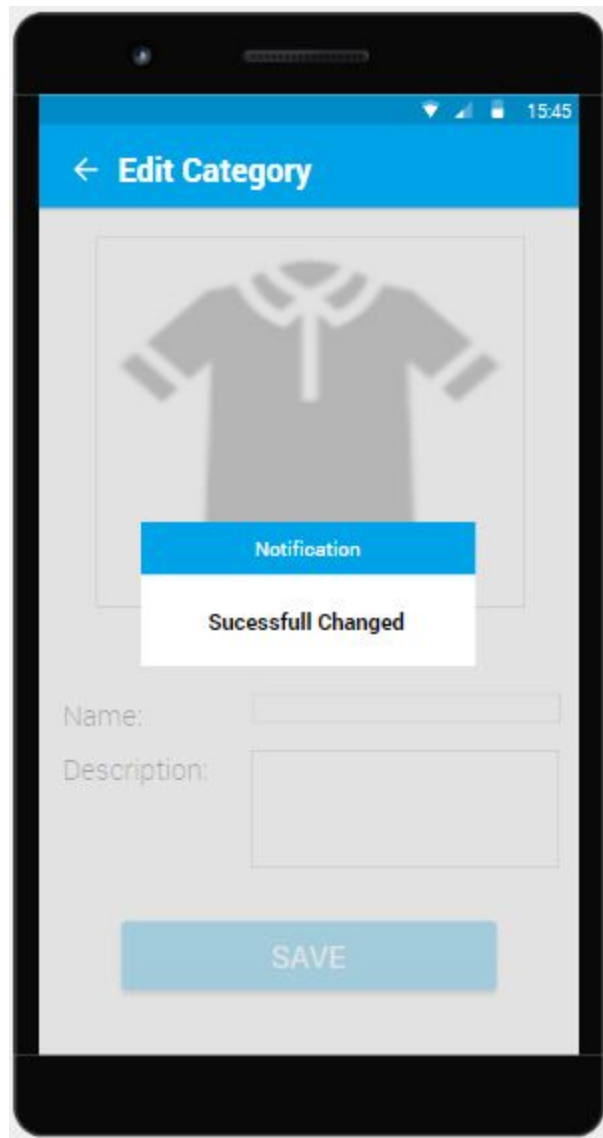 15:45
Edit Category
Notification
Sucessfull Changed
Name:
Description:
SAVE